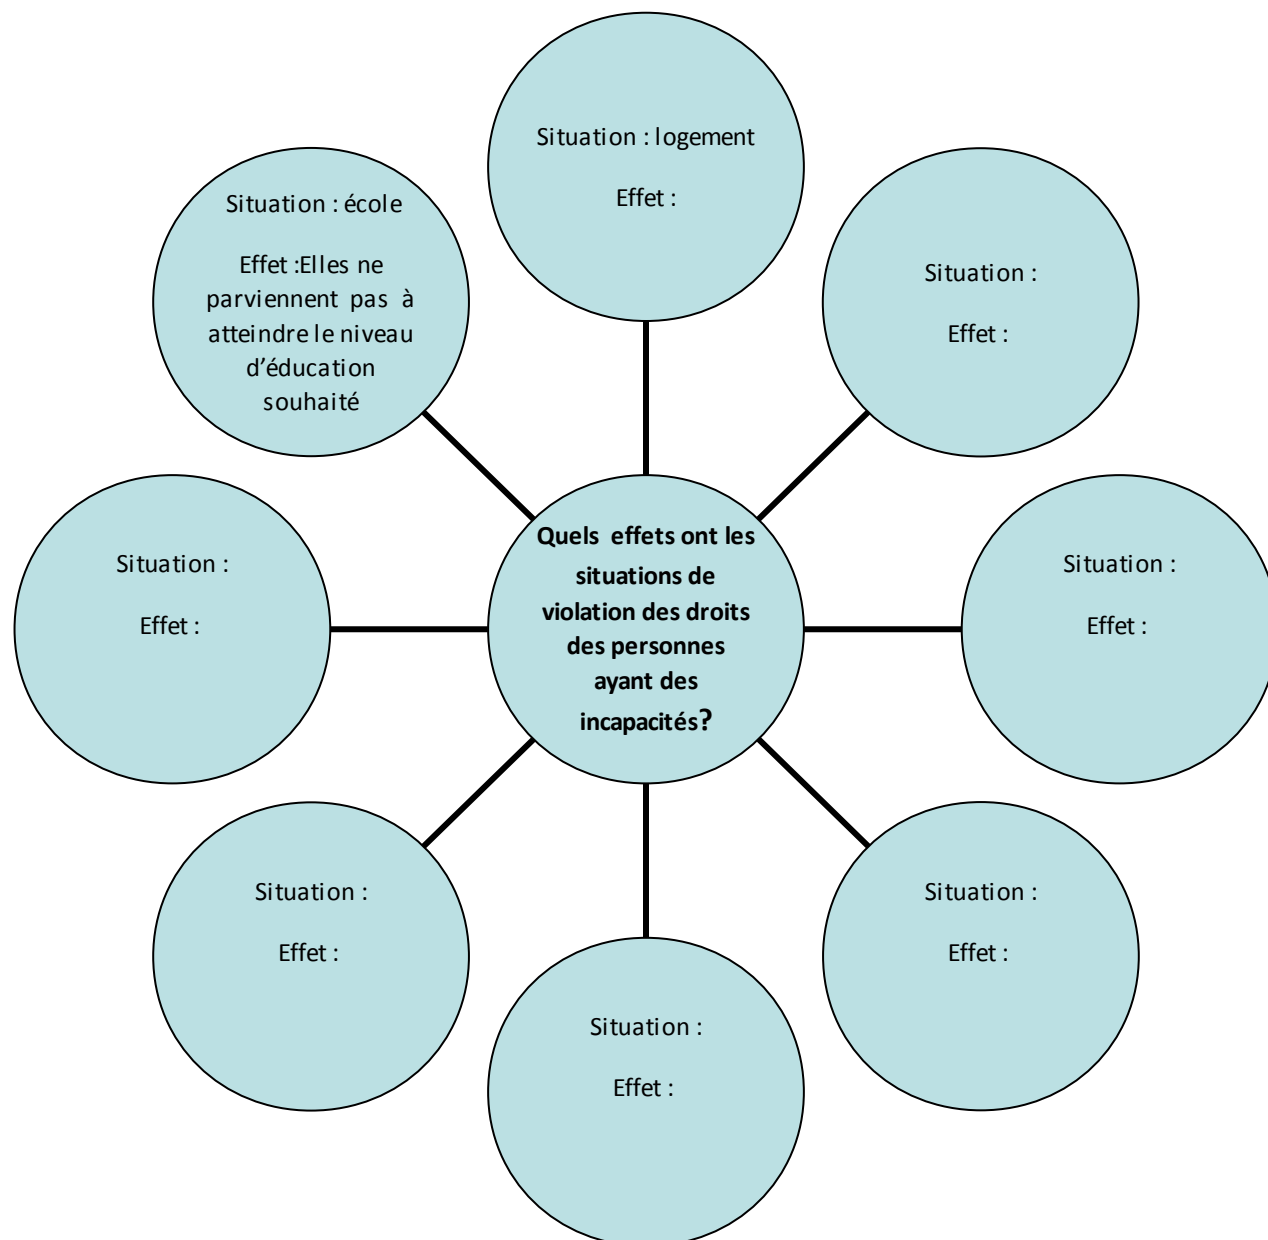 Situation : logement
Effet :
Situation : école
Effet :Elles ne
parviennent pas à
atteindre le niveau
d'éducation
souhaité
Situation :
Effet :
Situation :
Effet :
Quels effets ont les
situations de
violation des droits
des personnes
ayant des
incapacités?
Situation :
Effet :
Situation :
Effet :
Situation :
Effet :
Situation :
Effet :